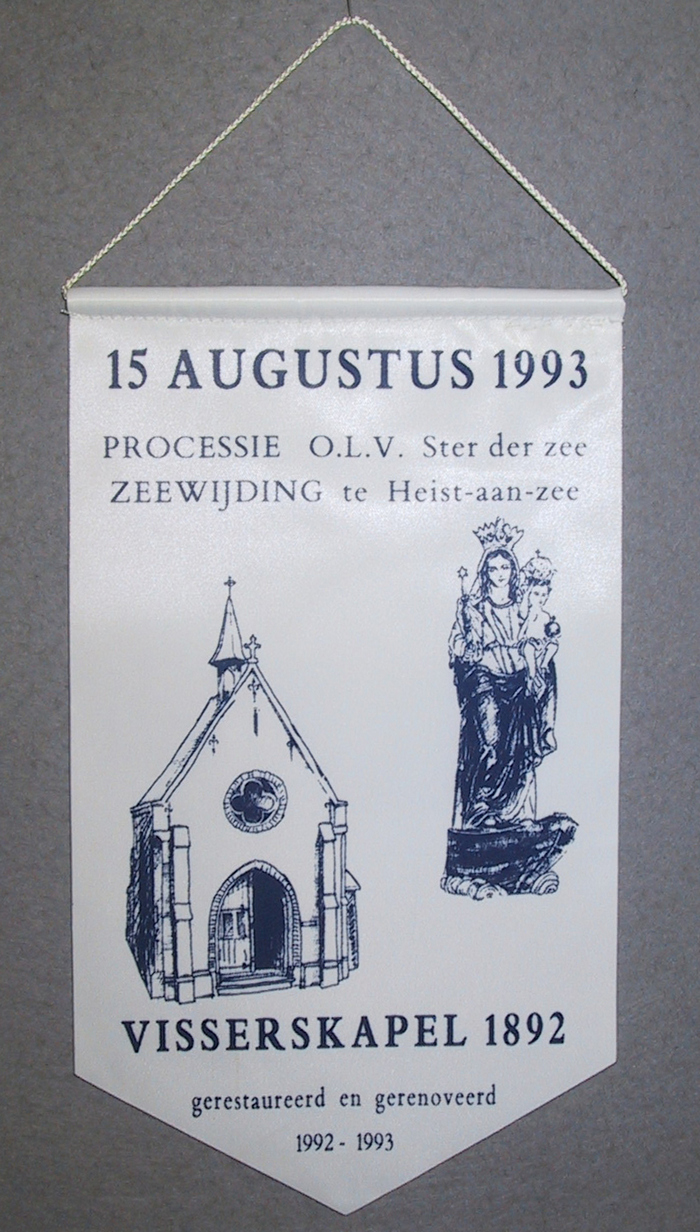 15 AUGUSTUS 1993
PROCESSIE O.L.V. Ster der zee
ZEEWIJDING te Heist-aan-zee
VISSERSKAPEL 1892
gerestaureerd en gerenoveerd
1992 - 1993